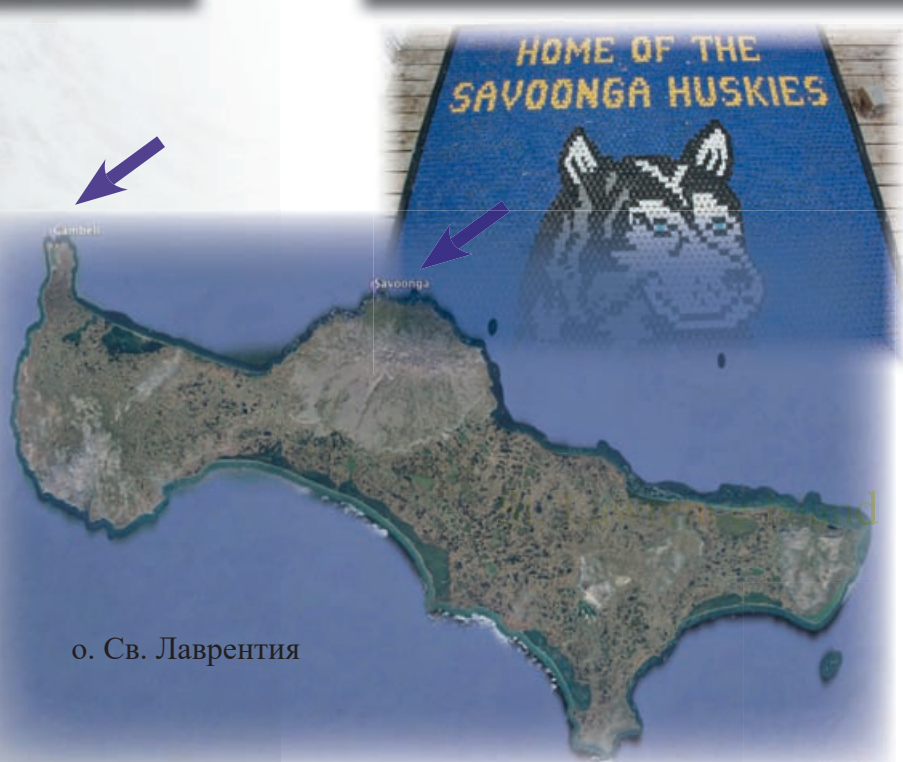 HOME OF THE
SAVOONGA HUSKIES
Gambell
Savoonga
о. Св. Лаврентия